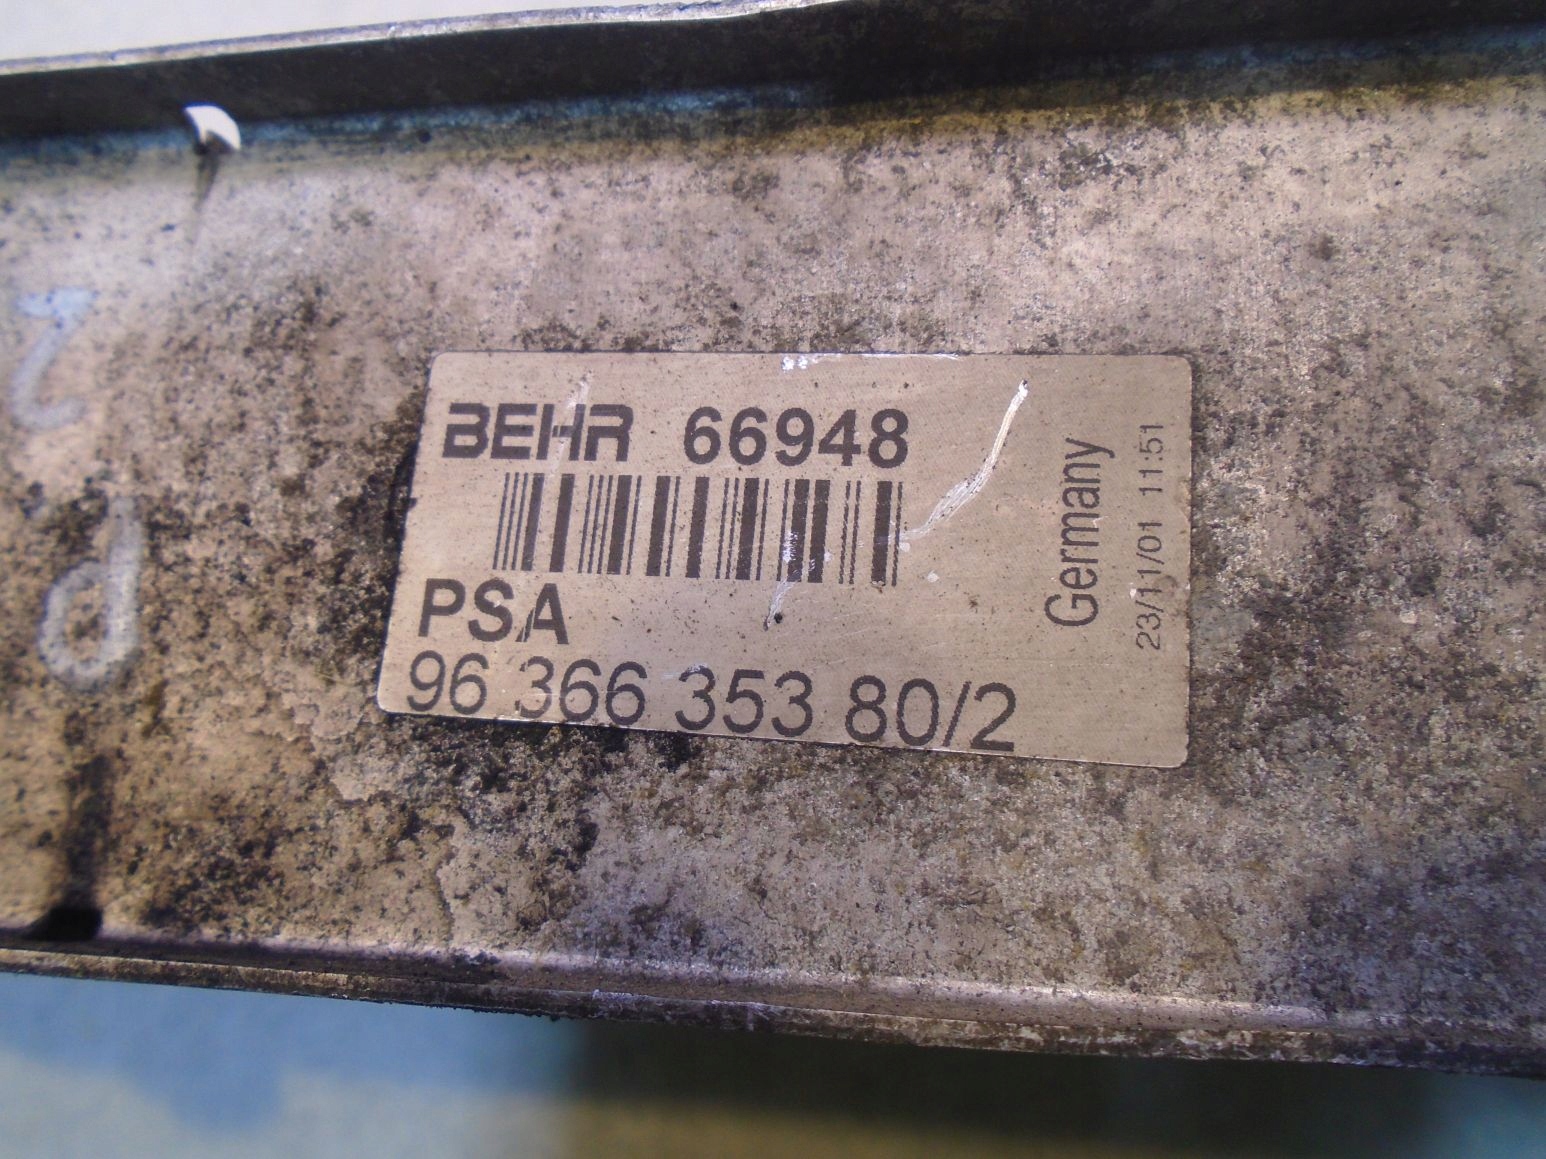 BEHR 66948
PSA
96 366 353 80/2
Germany
23/11/01 11:51